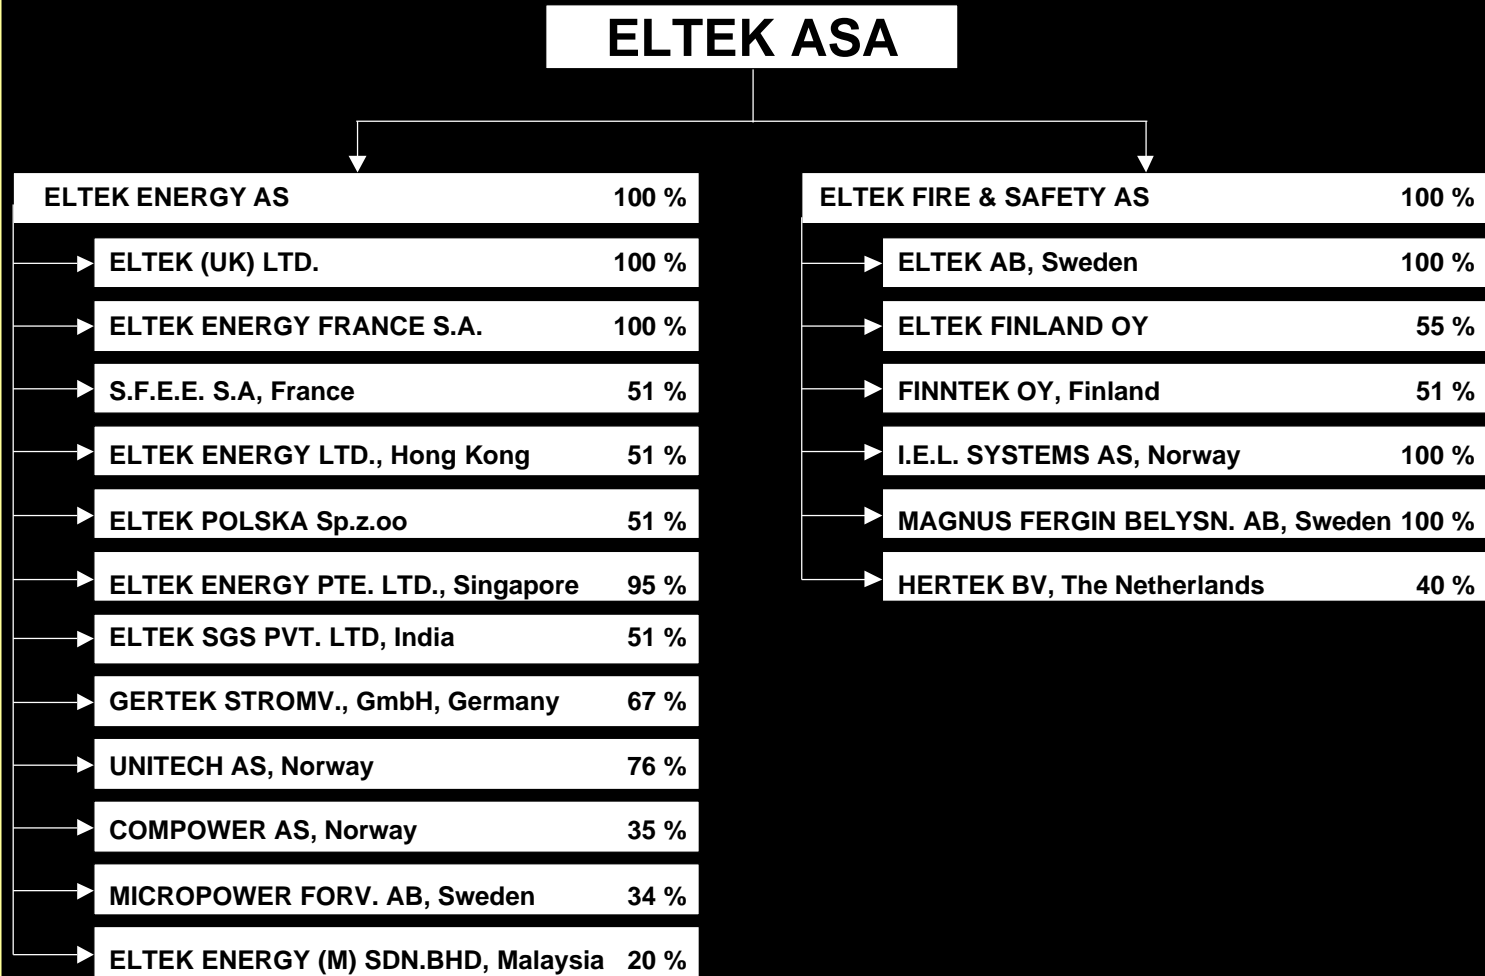 ELTEK ASA
ELTEK ENERGY AS 100 %
ELTEK (UK) LTD. 100 %
ELTEK ENERGY FRANCE S.A. 100 %
S.F.E.E. S.A, France 51 %
ELTEK ENERGY LTD., Hong Kong 51 %
ELTEK POLSKA Sp.z.oo 51 %
ELTEK ENERGY PTE. LTD., Singapore 95 %
ELTEK SGS PVT. LTD, India 51 %
GERTEK STROMV., GmbH, Germany 67 %
UNITECH AS, Norway 76 %
COMPOWER AS, Norway 35 %
MICROPOWER FORV. AB, Sweden 34 %
ELTEK ENERGY (M) SDN.BHD, Malaysia 20 %
ELTEK FIRE & SAFETY AS 100 %
ELTEK AB, Sweden 100 %
ELTEK FINLAND OY 55 %
FINNTEK OY, Finland 51 %
I.E.L. SYSTEMS AS, Norway 100 %
MAGNUS FERGIN BELYSN. AB, Sweden 100 %
HERTEK BV, The Netherlands 40 %